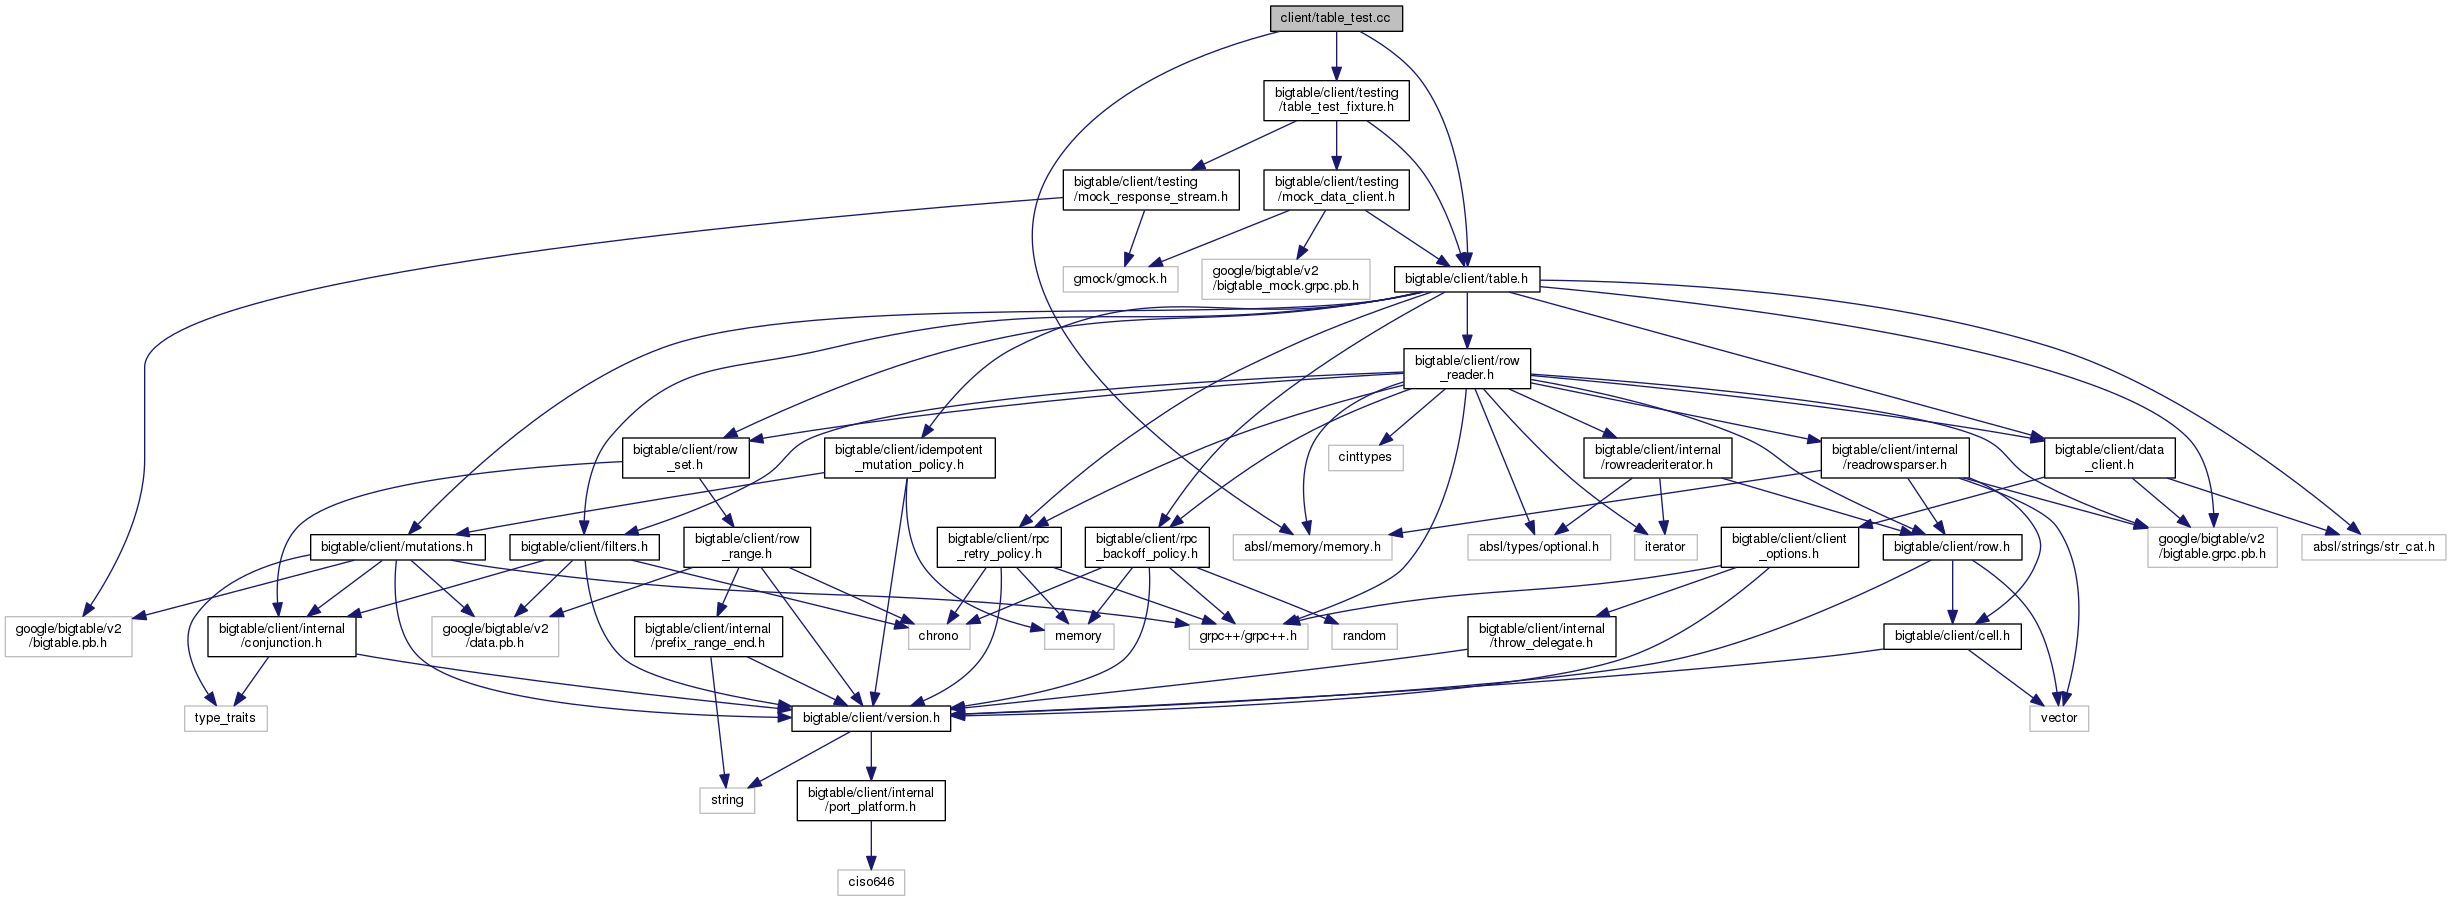 client/table_test.cc
bigtable/client/testing
/table_test_fixture.h
bigtable/client/testing
/mock_response_stream.h
bigtable/client/testing
/mock_data_client.h
gmock/gmock.h
google/bigtable/v2
/bigtable_mock.grpc.pb.h
bigtable/client/table.h
bigtable/client/row
_reader.h
bigtable/client/row
_set.h
bigtable/client/idempotent
_mutation_policy.h
cinttypes
bigtable/client/internal
/rowreaderiterator.h
bigtable/client/internal
/readrowsparser.h
bigtable/client/data
_client.h
bigtable/client/mutations.h
bigtable/client/filters.h
bigtable/client/row
_range.h
bigtable/client/rpc
_retry_policy.h
bigtable/client/rpc
_backoff_policy.h
absl/memory/memory.h
absl/types/optional.h
iterator
bigtable/client/client
_options.h
bigtable/client/row.h
google/bigtable/v2
/bigtable.grpc.pb.h
absl/strings/str_cat.h
google/bigtable/v2
/bigtable.pb.h
bigtable/client/internal
/conjunction.h
google/bigtable/v2
/data.pb.h
bigtable/client/internal
/prefix_range_end.h
chrono
memory
grpc++/grpc++.h
random
bigtable/client/internal
/throw_delegate.h
bigtable/client/cell.h
type_traits
bigtable/client/version.h
vector
string
bigtable/client/internal
/port_platform.h
ciso646